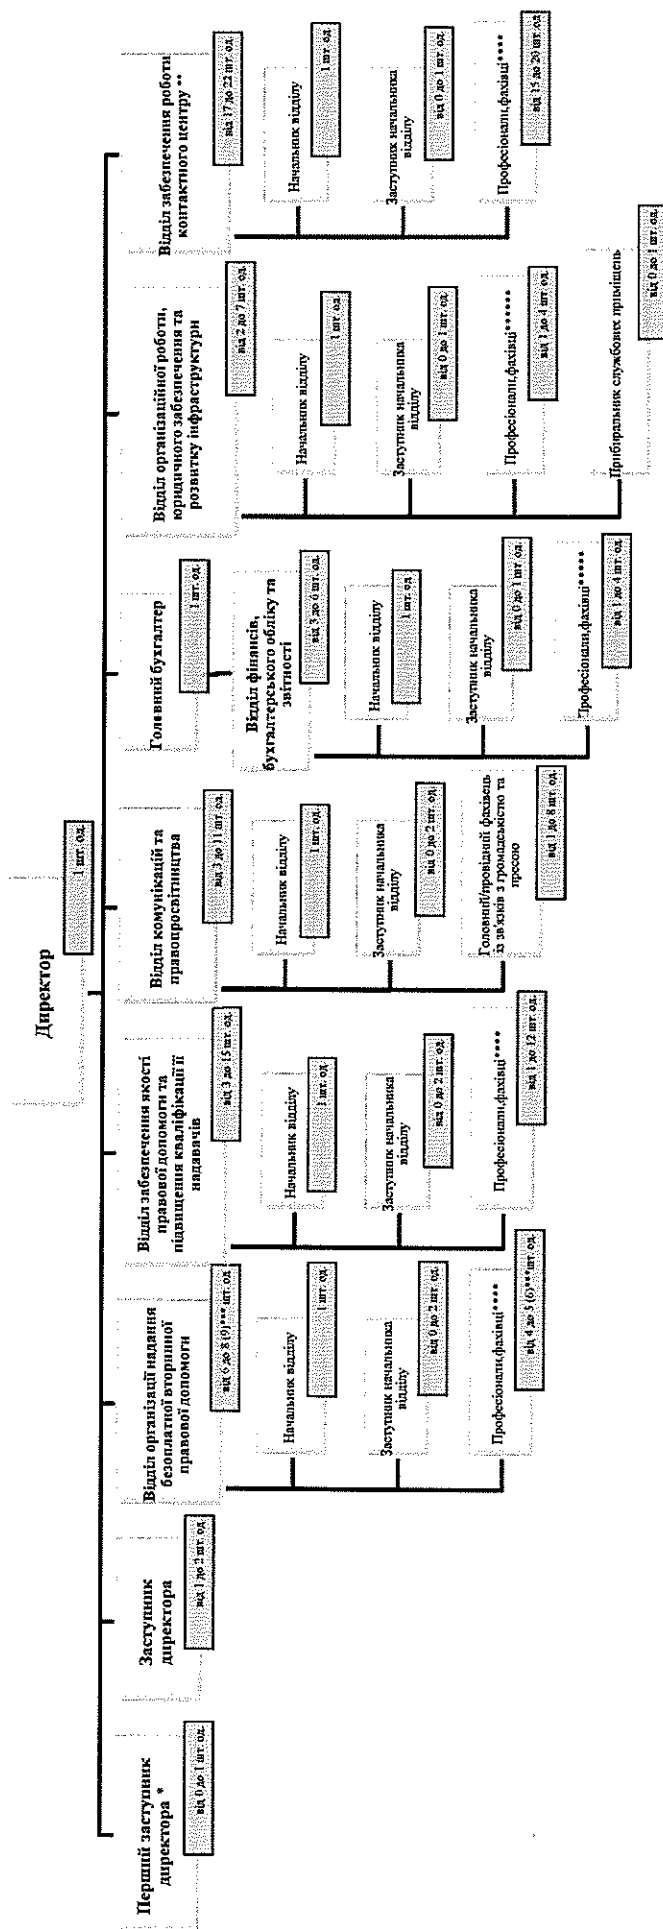 Директор
1 шт. од.
Перший заступник
директора *
від 0 до 1 шт. од.
Заступник
директора
від 1 до 2 шт. од.
Відділ організації надання
безоплатної вторинної
правової допомоги
від 6 до 8 (9)*** шт. од.
Начальник відділу
1 шт. од.
Заступник начальника
відділу
від 0 до 2 шт. од.
Професіонали,фахівці****
від 4 до 5 (6)***шт. од.
Відділ забезпечення якості
правової допомоги та
підвищення кваліфікації її
надавачів
від 3 до 15 шт. од.
Начальник відділу
1 шт. од.
Заступник начальника
відділу
від 0 до 2 шт. од.
Професіонали,фахівці****
від 1 до 12 шт. од.
Відділ комунікацій та
правопросвітництва
від 3 до 11 шт. од.
Начальник відділу
1 шт. од.
Заступник начальника
відділу
від 0 до 2 шт. од.
Головний/провідний фахівець
із зв'язків з громадськістю та
пресою
від 1 до 8 шт. од.
Головний бухгалтер
1 шт. од.
Відділ фінансів,
бухгалтерського обліку та
звітності
від 3 до 6 шт. од.
Начальник відділу
1 шт. од.
Заступник начальника
відділу
від 0 до 1 шт. од.
Професіонали,фахівці*****
від 1 до 4 шт. од.
Відділ організаційної роботи,
юридичного забезпечення та
розвитку інфраструктури
від 2 до 7 шт. од.
Начальник відділу
1 шт. од.
Заступник начальника
відділу
від 0 до 1 шт. од.
Професіонали,фахівці******
від 1 до 4 шт. од.
Прибиральник службових приміщень
від 0 до 1 шт. од.
Відділ забезпечення роботи
контактного центру **
від 17 до 22 шт. од.
Начальник відділу
1 шт. од.
Заступник начальника
відділу
від 0 до 1 шт. од.
Професіонали,фахівці****
від 15 до 20 шт. од.